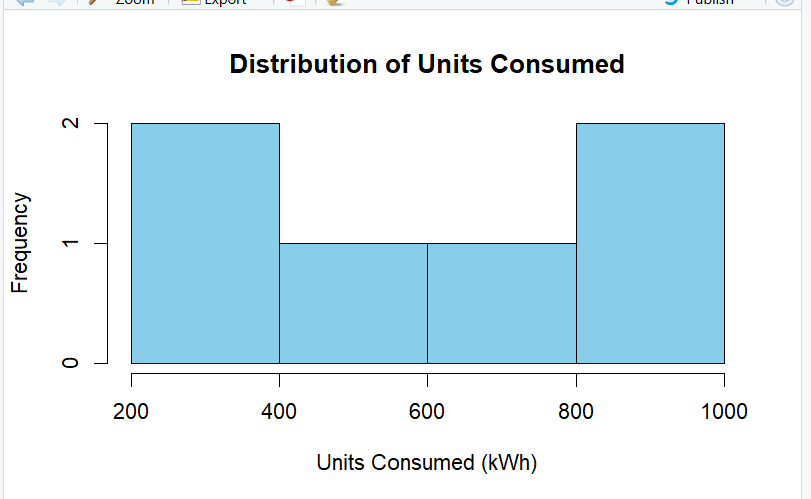 Zoom Export Publish
Distribution of Units Consumed
Frequency
2
1
0
200 400 600 800 1000
Units Consumed (kWh)